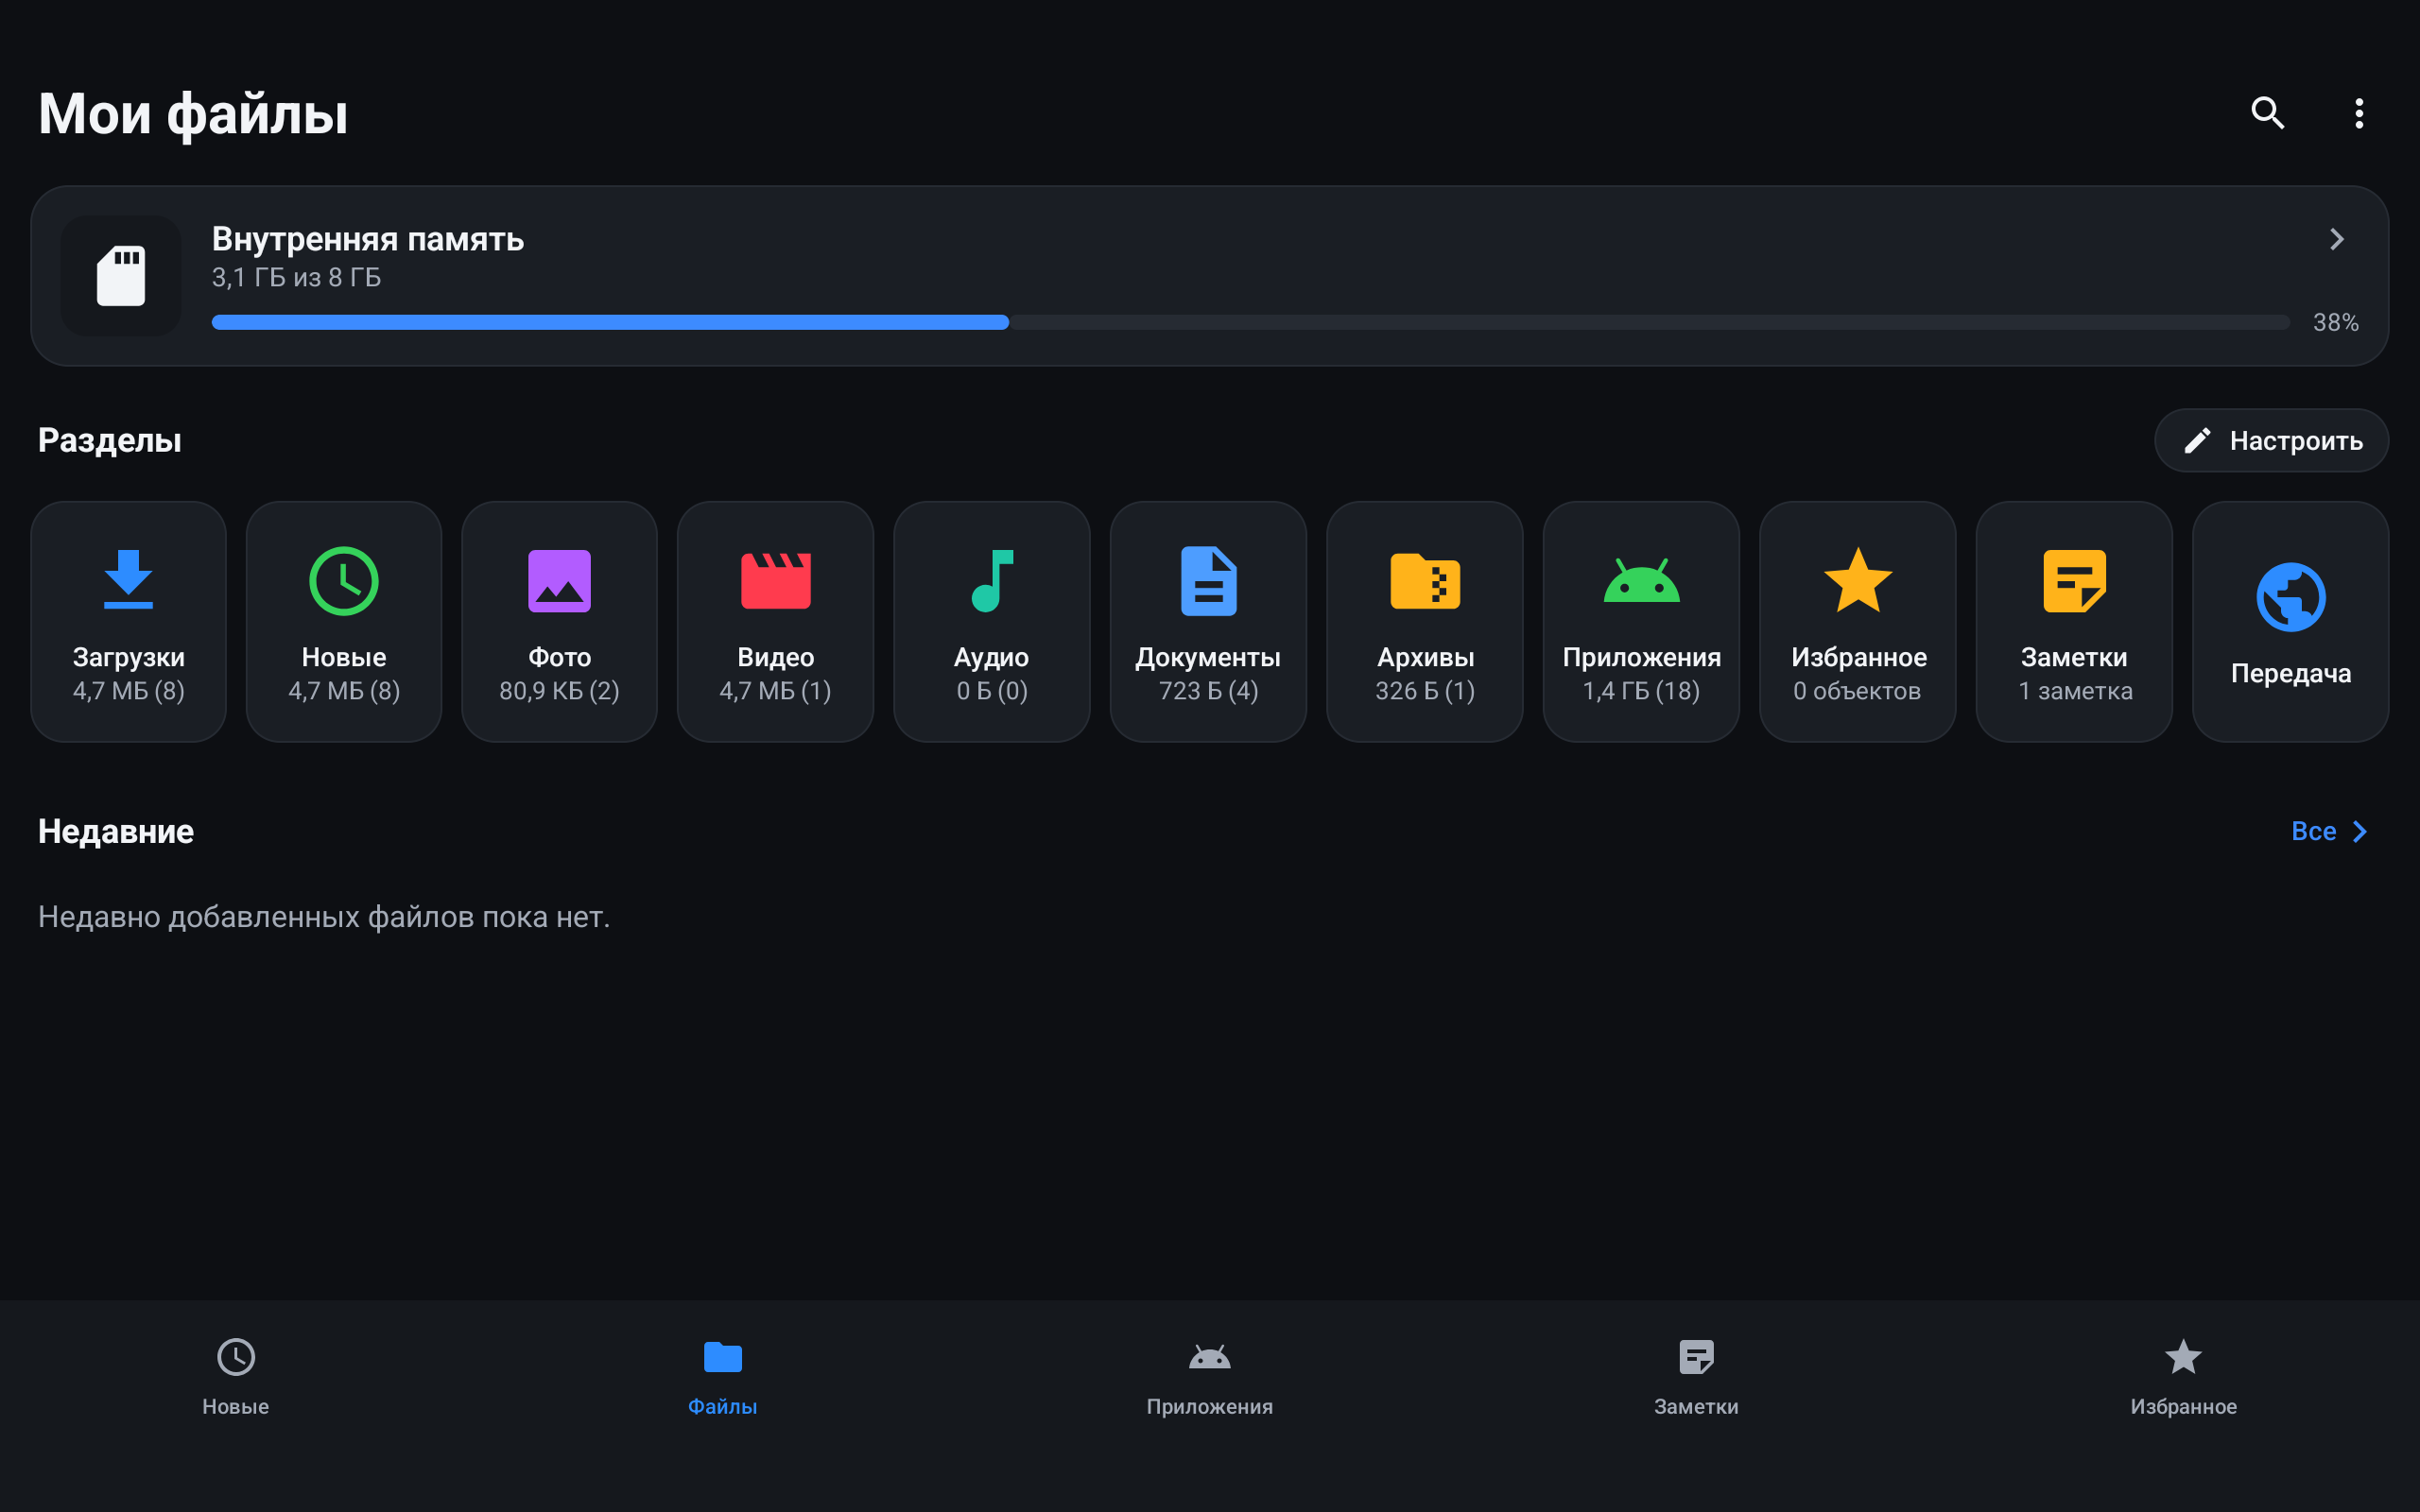 Мои файлы
Внутренняя память
3,1 ГБ из 8 ГБ
38%
Разделы
Настроить
Загрузки
4,7 МБ (8)
Новые
4,7 МБ (8)
Фото
80,9 КБ (2)
Видео
4,7 МБ (1)
Аудио
0 Б (0)
Документы
723 Б (4)
Архивы
326 Б (1)
Приложения
1,4 ГБ (18)
Избранное
0 объектов
Заметки
1 заметка
Передача
Недавние
Все
Недавно добавленных файлов пока нет.
Новые
Файлы
Приложения
Заметки
Избранное